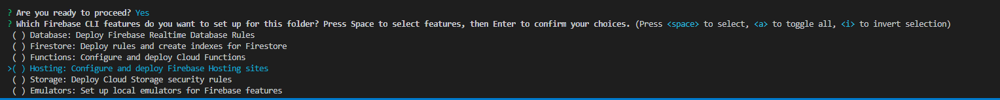 ? Are you ready to proceed? Yes
? Which Firebase CLI features do you want to set up for this folder? Press Space to select features, then Enter to confirm your choices. (Press <space> to select, <a> to toggle all, <i> to invert selection)
 ( ) Database: Deploy Firebase Realtime Database Rules
 ( ) Firestore: Deploy rules and create indexes for Firestore
 ( ) Functions: Configure and deploy Cloud Functions
>( ) Hosting: Configure and deploy Firebase Hosting sites
 ( ) Storage: Deploy Cloud Storage security rules
 ( ) Emulators: Set up local emulators for Firebase features